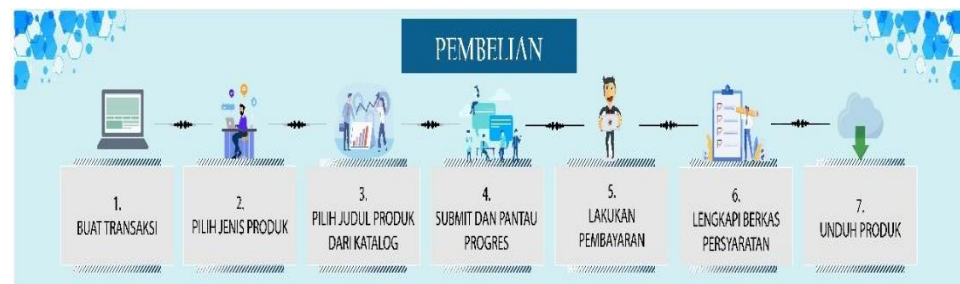 PEMBELIAN
1.
BUAT TRANSAKSI
2.
PILIH JENIS PRODUK
3.
PILIH JUDUL PRODUK
DARI KATALOG
4.
SUBMIT DAN PANTAU
PROGRES
5.
LAKUKAN
PEMBAYARAN
6.
LENGKAPI BERKAS
PERSYARATAN
7.
UNDUH PRODUK